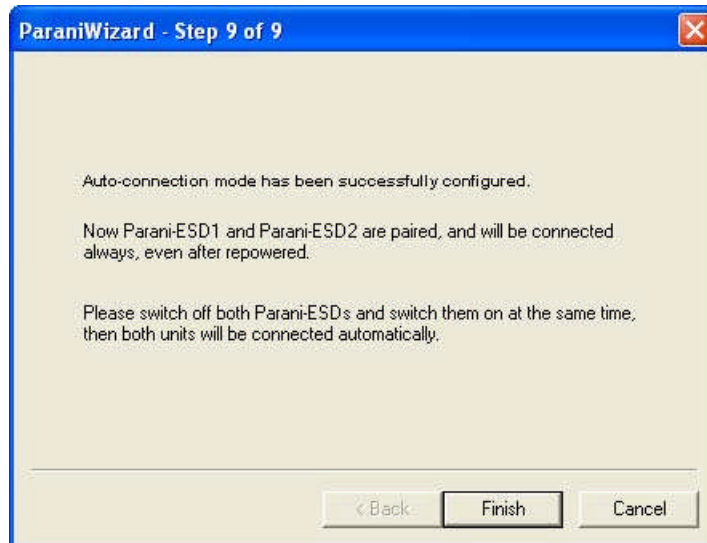 ParaniWizard - Step 9 of 9
Auto-connection mode has been successfully configured.
Now Parani-ESD1 and Parani-ESD2 are paired, and will be connected
always, even after repowered.
Please switch off both Parani-ESDs and switch them on at the same time,
then both units will be connected automatically.
< Back
Finish
Cancel